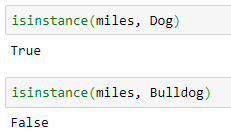 isinstance(miles, Dog)
True
isinstance(miles, Bulldog)
False